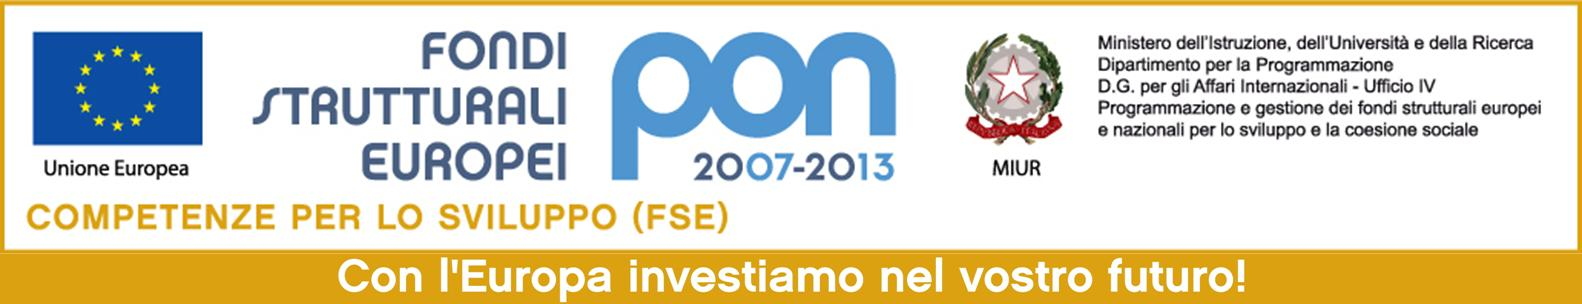 Unione Europea
FONDI
STRUTTURALI
EUROPEI
pon
2007-2013
MIUR
Ministero dell'Istruzione, dell'Università e della Ricerca
Dipartimento per la Programmazione
D.G. per gli Affari Internazionali - Ufficio IV
Programmazione e gestione dei fondi strutturali europei
e nazionali per lo sviluppo e la coesione sociale
COMPETENZE PER LO SVILUPPO (FSE)
Con l'Europa investiamo nel vostro futuro!